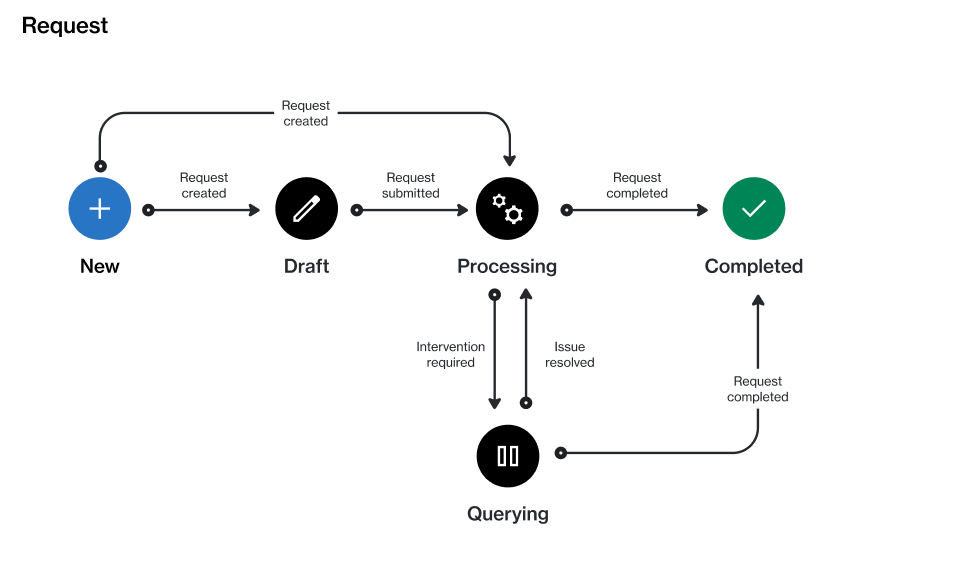 Request
Request
created
Request
created
Request
submitted
Request
completed
New
Draft
Processing
Completed
Intervention
required
Issue
resolved
Request
completed
Querying